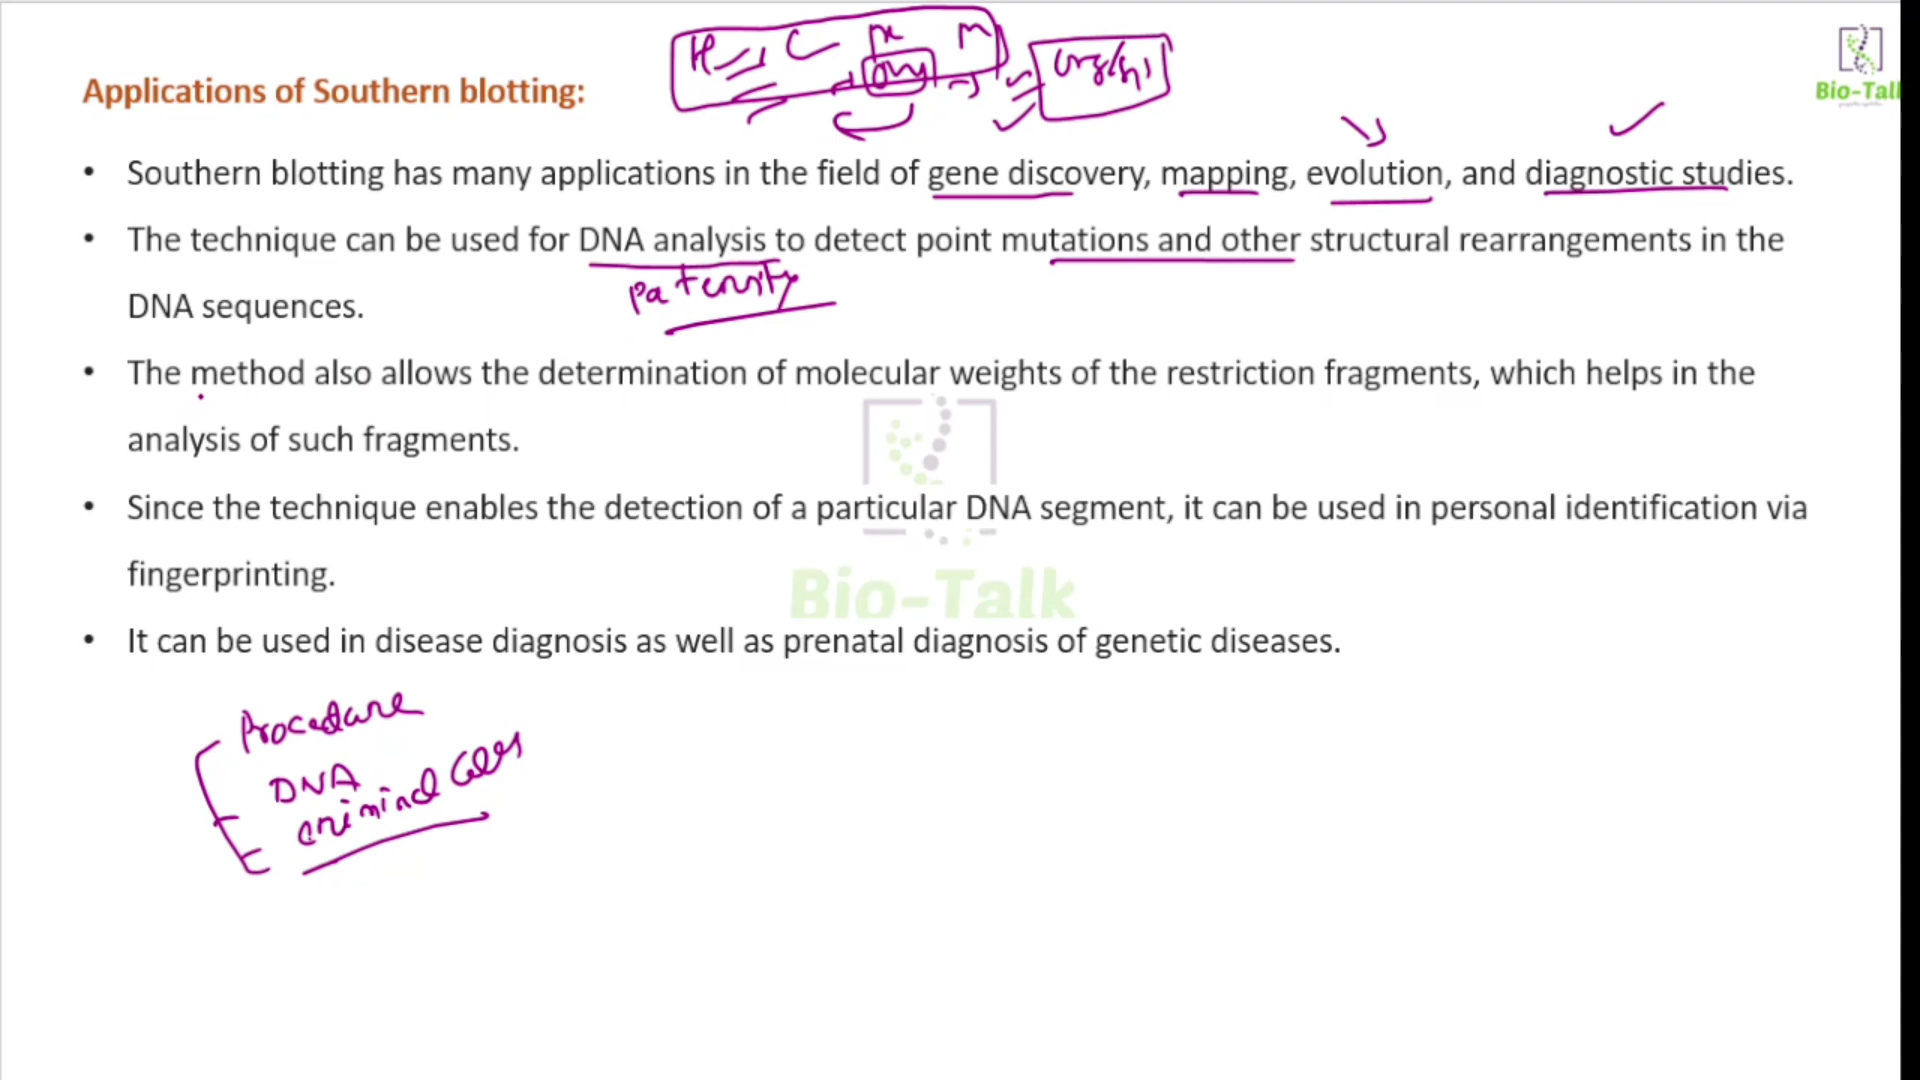 H C x m
Bio-Talk
Applications of Southern blotting:
• Southern blotting has many applications in the field of gene discovery, mapping, evolution, and diagnostic studies.
• The technique can be used for DNA analysis to detect point mutations and other structural rearrangements in the
Paternity
DNA sequences.
• The method also allows the determination of molecular weights of the restriction fragments, which helps in the
analysis of such fragments.
• Since the technique enables the detection of a particular DNA segment, it can be used in personal identification via
fingerprinting.
Bio-Talk
• It can be used in disease diagnosis as well as prenatal diagnosis of genetic diseases.
Procedure
DNA
criminal